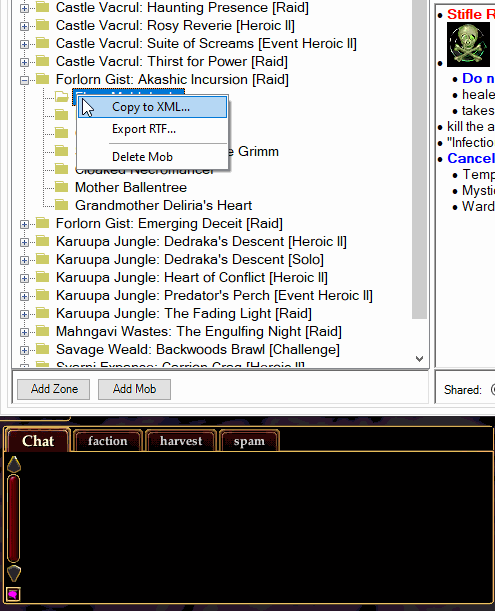 Castle Vacrul: Haunting Presence [Raid]
Castle Vacrul: Rosy Reverie [Heroic II]
Castle Vacrul: Suite of Screams [Event Heroic II]
Castle Vacrul: Thirst for Power [Raid]
Forlorn Gist: Akashic Incursion [Raid]
Copy to XML...
Export RTF...
Delete Mob
e Grimm
Cloaked Necromancer
Mother Ballentree
Grandmother Deliria's Heart
Forlorn Gist: Emerging Deceit [Raid]
Karuupa Jungle: Dedraka's Descent [Heroic II]
Karuupa Jungle: Dedraka's Descent [Solo]
Karuupa Jungle: Heart of Conflict [Heroic II]
Karuupa Jungle: Predator's Perch [Event Heroic II]
Karuupa Jungle: The Fading Light [Raid]
Mahngavi Wastes: The Engulfing Night [Raid]
Savage Weald: Backwoods Brawl [Challenge]
Svarni Expanse: Carrion Crag [Heroic II]
Add Zone
Add Mob
• Stifle R
• Do n
• heale
• takes
• kill the a
• "Infectio
• Cancel
• Temp
• Mystic
• Ward
Shared:
Chat
faction
harvest
spam